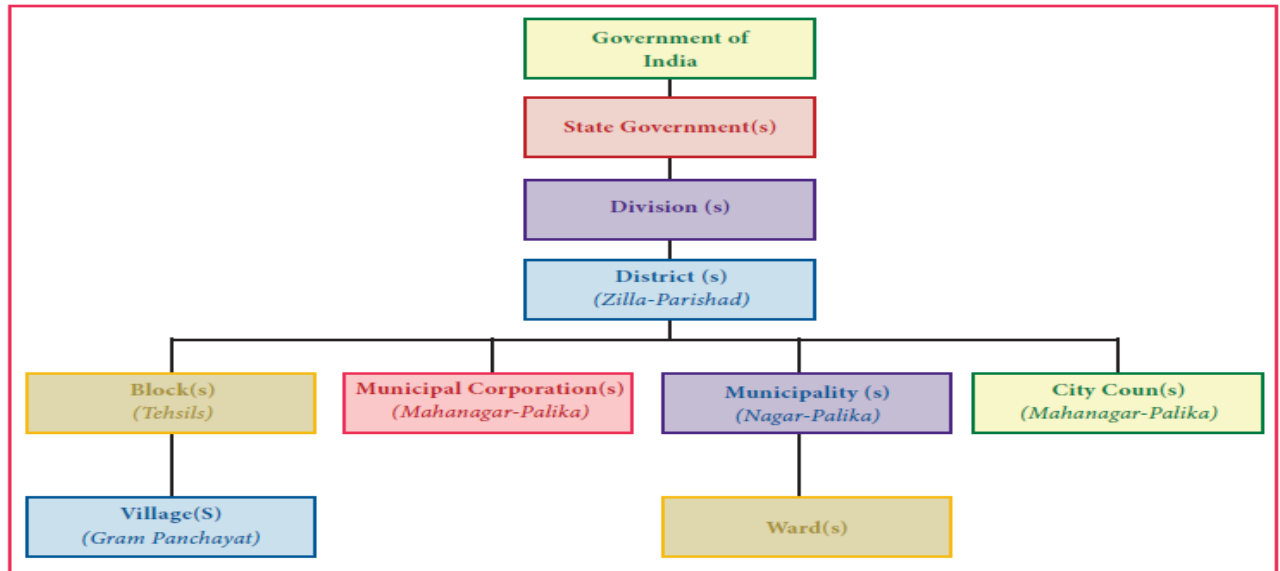 Government of
India
State Government(s)
Division (s)
District (s)
(Zilla-Parishad)
Block(s)
(Tehsils)
Municipal Corporation(s)
(Mahanagar-Palika)
Municipality (s)
(Nagar-Palika)
City Coun(s)
(Mahanagar-Palika)
Village(S)
(Gram Panchayat)
Ward(s)